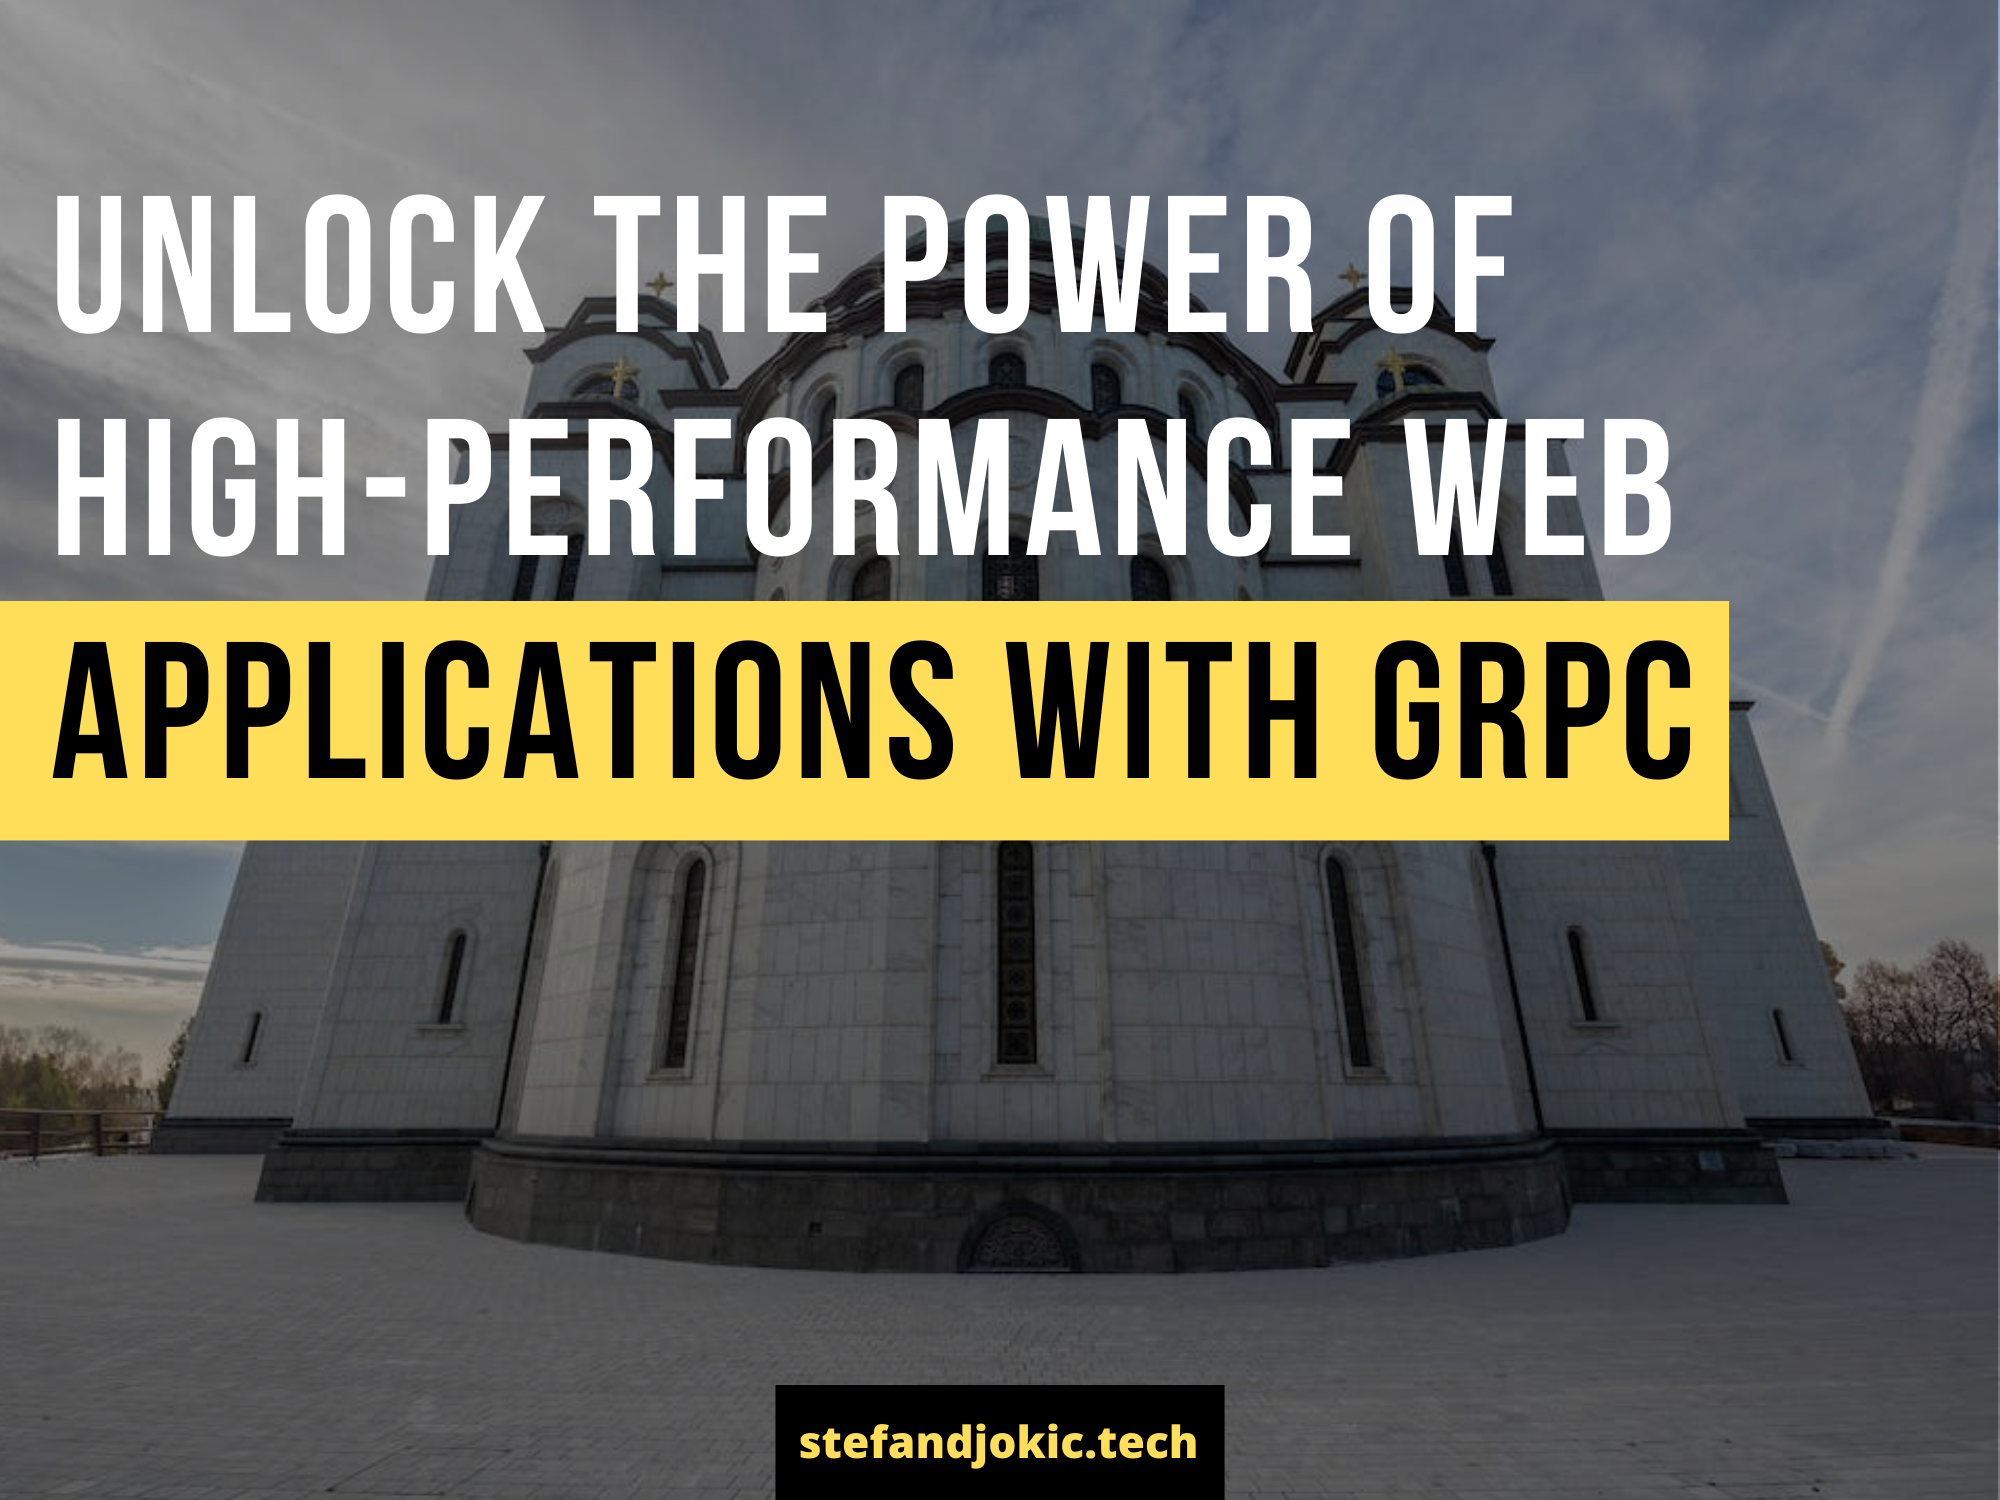 UNLOCK THE POWER OF
HIGH-PERFORMANCE WEB
APPLICATIONS WITH GRPC
stefandjokic.tech